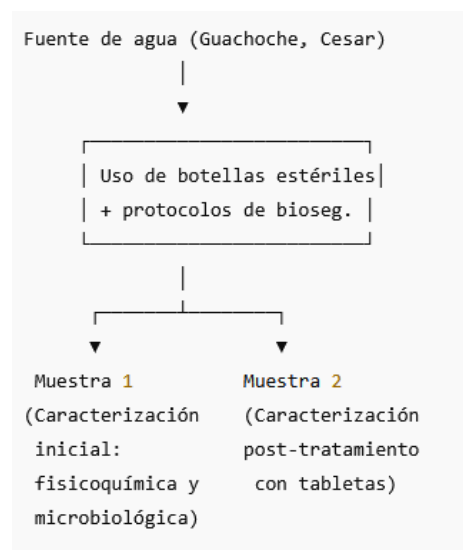 Fuente de agua (Guachoche, Cesar)
Uso de botellas estériles
+ protocolos de bioseg.
Muestra 1 Muestra 2
(Caracterización (Caracterización
inicial: post-tratamiento
fisicoquímica y con tabletas)
microbiológica)